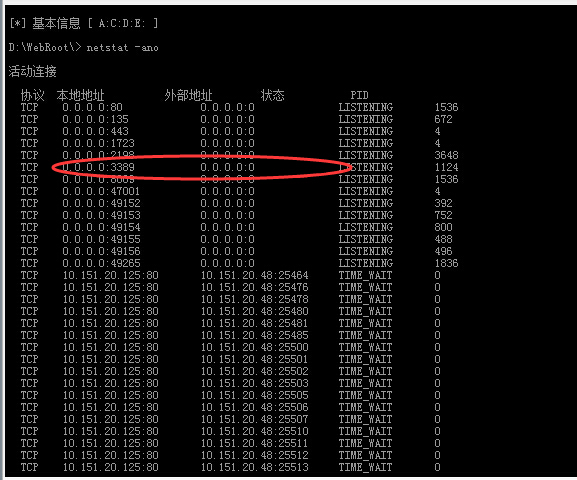 [*] 基本信息 [ A:C:D:E: ]
D:\WebRoot\> netstat -ano
活动连接
协议 本地地址 外部地址 状态 PID
TCP 0.0.0.0:80 0.0.0.0:0 LISTENING 1536
TCP 0.0.0.0:135 0.0.0.0:0 LISTENING 672
TCP 0.0.0.0:443 0.0.0.0:0 LISTENING 4
TCP 0.0.0.0:1723 0.0.0.0:0 LISTENING 4
TCP 0.0.0.0:2198 0.0.0.0:0 LISTENING 3648
TCP 0.0.0.0:3389 0.0.0.0:0 LISTENING 1124
TCP 0.0.0.0:8009 0.0.0.0:0 LISTENING 1536
TCP 0.0.0.0:47001 0.0.0.0:0 LISTENING 4
TCP 0.0.0.0:49152 0.0.0.0:0 LISTENING 392
TCP 0.0.0.0:49153 0.0.0.0:0 LISTENING 752
TCP 0.0.0.0:49154 0.0.0.0:0 LISTENING 800
TCP 0.0.0.0:49155 0.0.0.0:0 LISTENING 488
TCP 0.0.0.0:49156 0.0.0.0:0 LISTENING 496
TCP 0.0.0.0:49265 0.0.0.0:0 LISTENING 1836
TCP 10.151.20.125:80 10.151.20.48:25464 TIME_WAIT 0
TCP 10.151.20.125:80 10.151.20.48:25476 TIME_WAIT 0
TCP 10.151.20.125:80 10.151.20.48:25478 TIME_WAIT 0
TCP 10.151.20.125:80 10.151.20.48:25480 TIME_WAIT 0
TCP 10.151.20.125:80 10.151.20.48:25481 TIME_WAIT 0
TCP 10.151.20.125:80 10.151.20.48:25485 TIME_WAIT 0
TCP 10.151.20.125:80 10.151.20.48:25500 TIME_WAIT 0
TCP 10.151.20.125:80 10.151.20.48:25501 TIME_WAIT 0
TCP 10.151.20.125:80 10.151.20.48:25502 TIME_WAIT 0
TCP 10.151.20.125:80 10.151.20.48:25503 TIME_WAIT 0
TCP 10.151.20.125:80 10.151.20.48:25505 TIME_WAIT 0
TCP 10.151.20.125:80 10.151.20.48:25506 TIME_WAIT 0
TCP 10.151.20.125:80 10.151.20.48:25507 TIME_WAIT 0
TCP 10.151.20.125:80 10.151.20.48:25510 TIME_WAIT 0
TCP 10.151.20.125:80 10.151.20.48:25511 TIME_WAIT 0
TCP 10.151.20.125:80 10.151.20.48:25512 TIME_WAIT 0
TCP 10.151.20.125:80 10.151.20.48:25513 TIME_WAIT 0